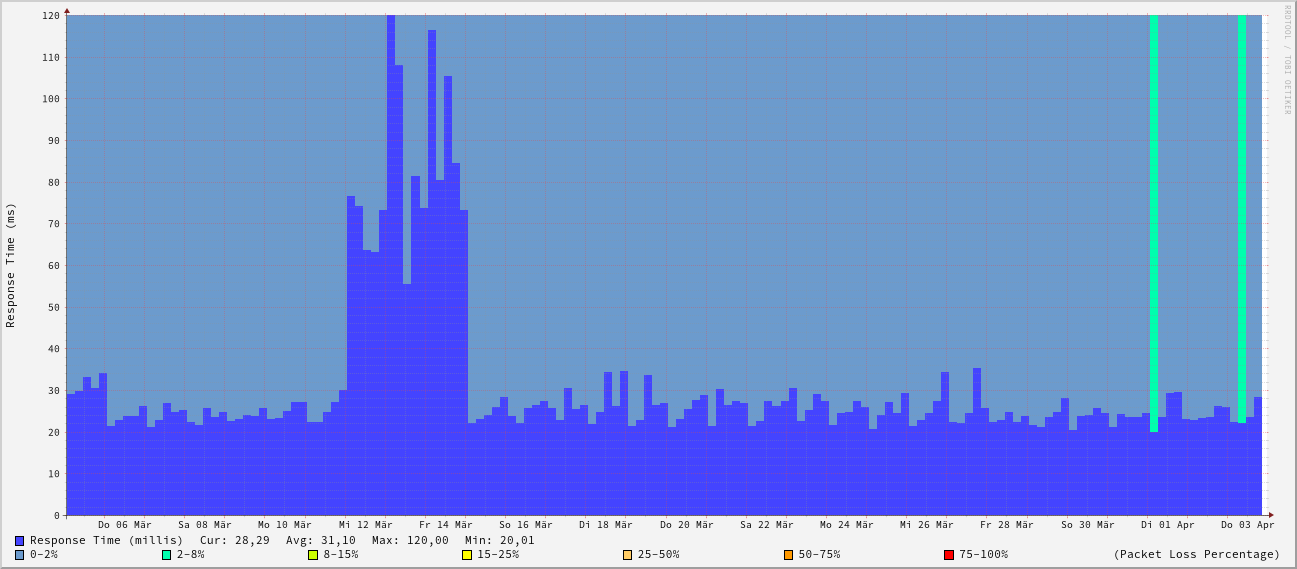 RRDTOOL / TOBI OETIKER
Response Time (ms)
120
110
100
90
80
70
60
50
40
30
20
10
0
Do 06 Mär Sa 08 Mär Mo 10 Mär Mi 12 Mär Fr 14 Mär So 16 Mär Di 18 Mär Do 20 Mär Sa 22 Mär Mo 24 Mär Mi 26 Mär Fr 28 Mär So 30 Mär Di 01 Apr Do 03 Apr
Response Time (millis) Cur: 28,29 Avg: 31,10 Max: 120,00 Min: 20,01
0-2% 2-8% 8-15% 15-25% 25-50% 50-75% 75-100% (Packet Loss Percentage)